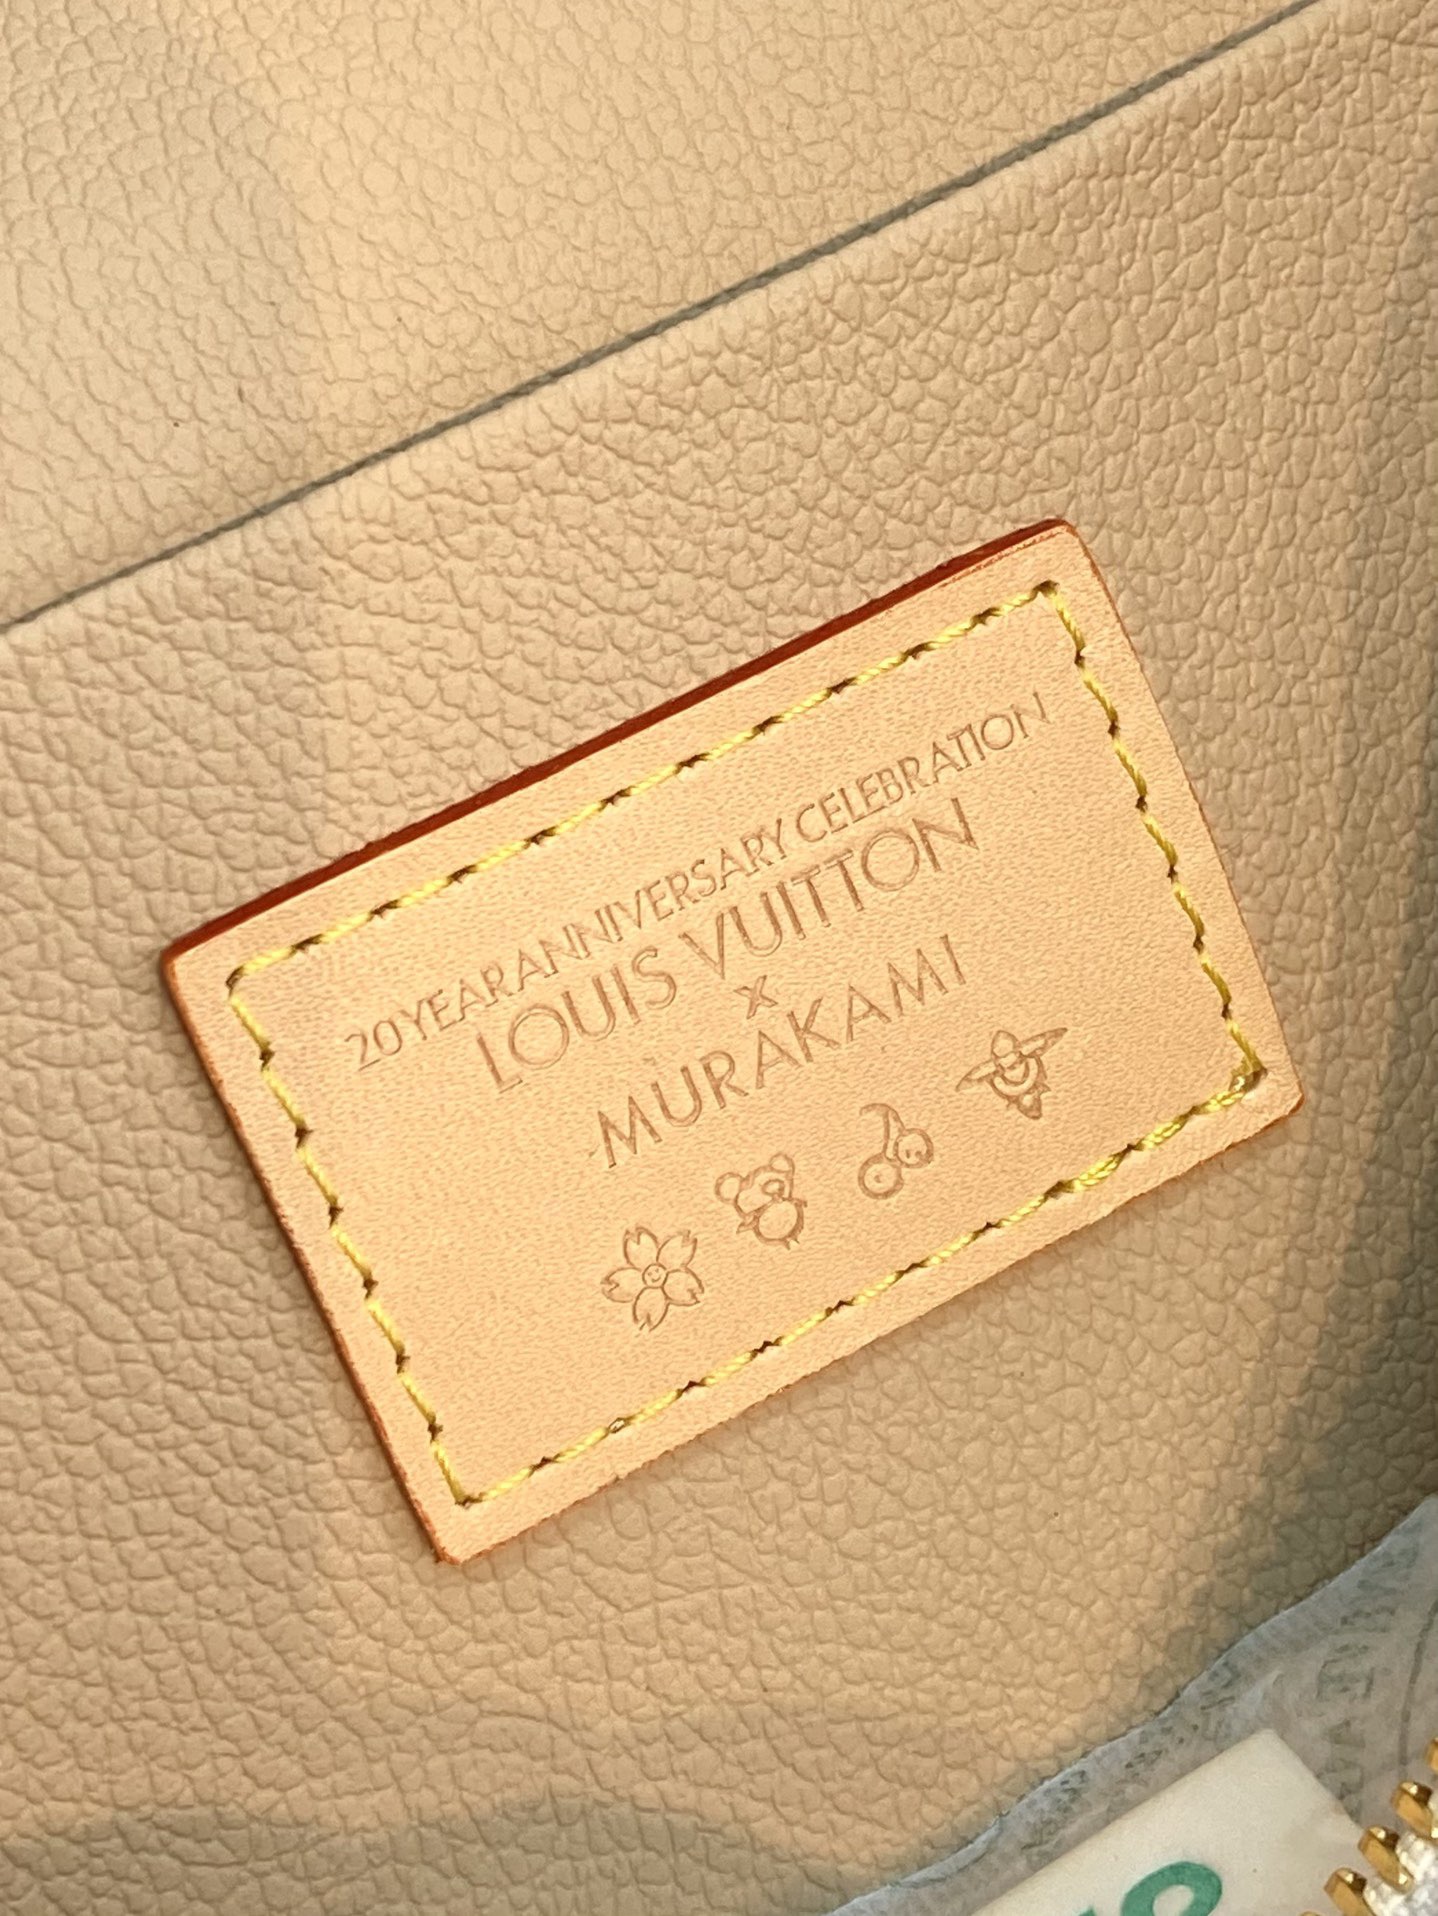 20 YEAR ANNIVERSARY CELEBRATION
LOUIS VUITTON
x
MURAKAMI